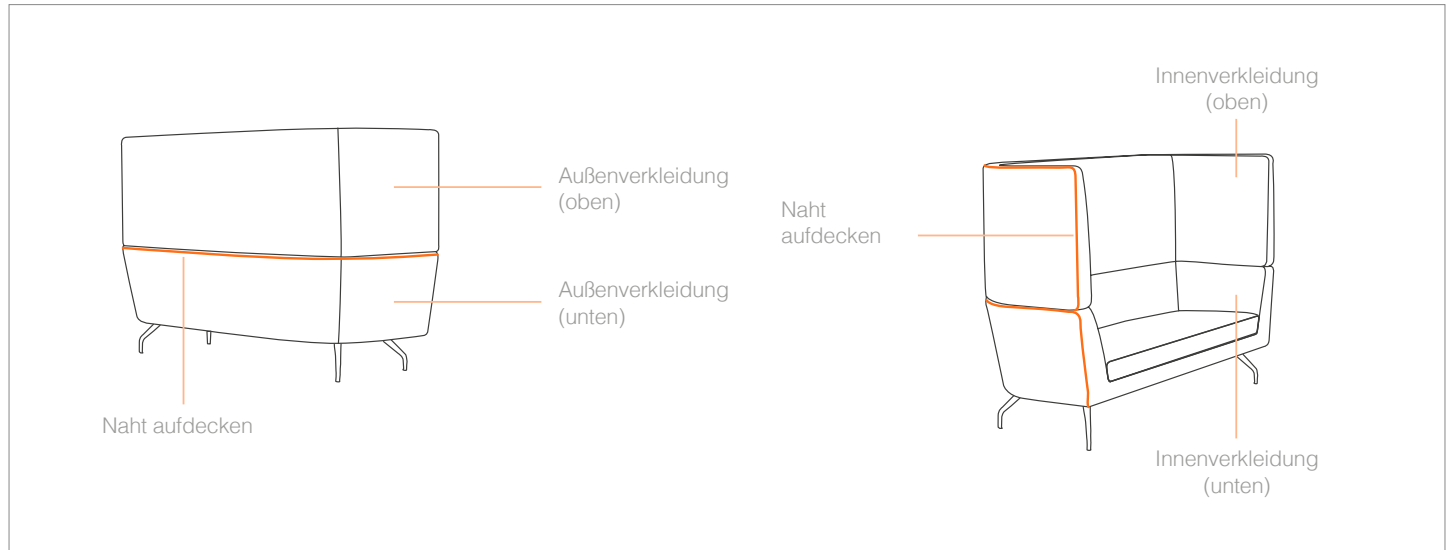 Außenverkleidung
(oben)
Außenverkleidung
(unten)
Naht aufdecken
Innenverkleidung
(oben)
Naht
aufdecken
Innenverkleidung
(unten)